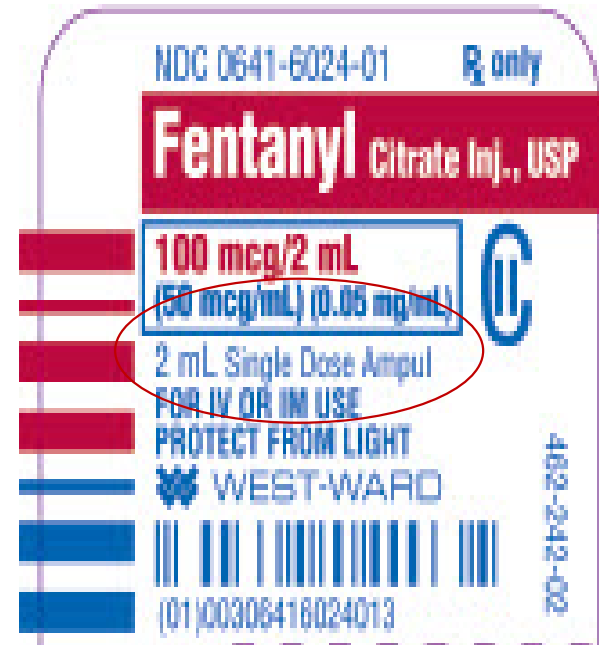 NDC 0641-6024-01 Rx only
Fentanyl Citrate Inj., USP
100 mcg/2 mL
(50 mcg/mL) (0.05 mg/mL)
CII
2 mL Single Dose Ampul
FOR IV OR IM USE
PROTECT FROM LIGHT
WEST-WARD
(01)00306416024013
462-242-02